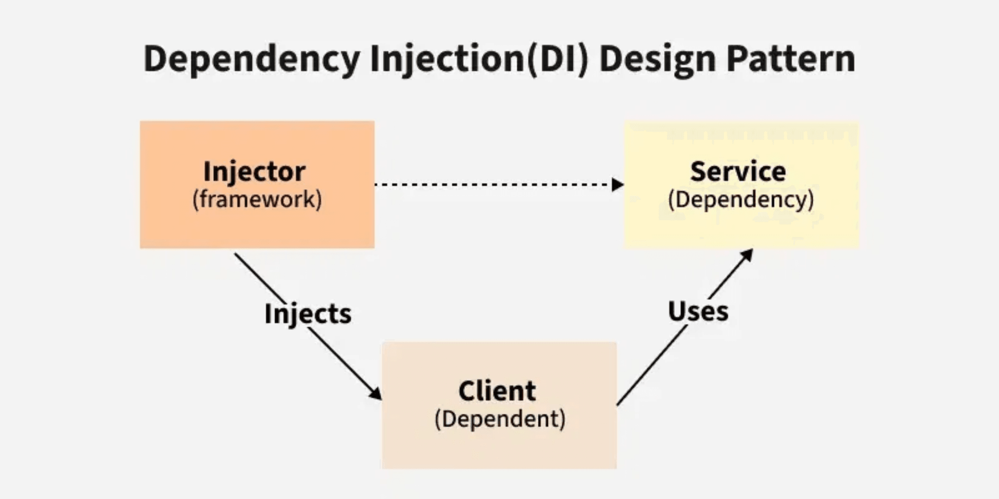 Dependency Injection(DI) Design Pattern
Injector
(framework)
Service
(Dependency)
Injects
Uses
Client
(Dependent)